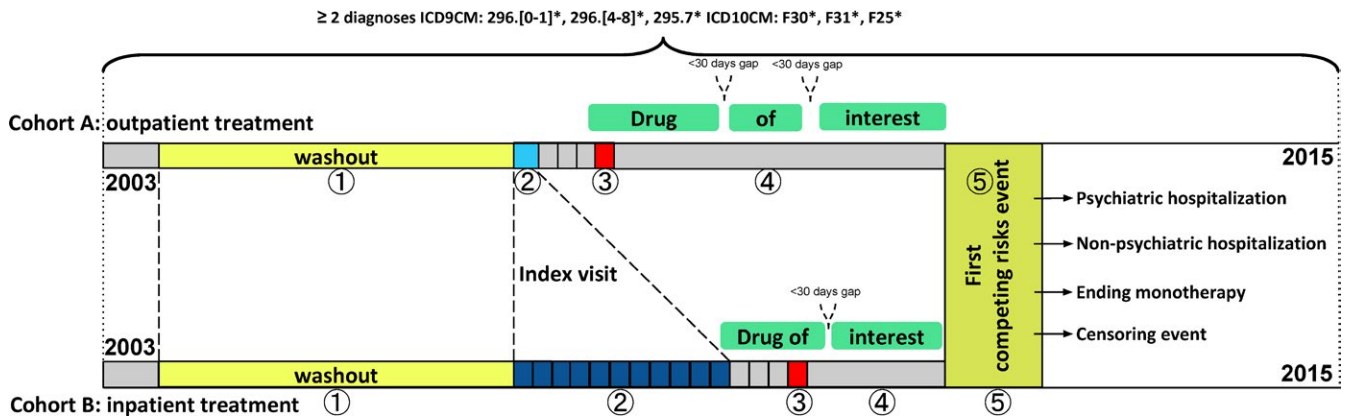 ≥ 2 diagnoses ICD9CM: 296.[0-1]*, 296.[4-8]*, 295.7* ICD10CM: F30*, F31*, F25*
<30 days gap <30 days gap
Drug of interest
Cohort A: outpatient treatment
washout
2003 ① ② ③ ④ ⑤ 2015
Psychiatric hospitalization
Non-psychiatric hospitalization
Ending monotherapy
Censoring event
First
competing risks event
Index visit
<30 days gap
Drug of interest
2003
washout
2015
Cohort B: inpatient treatment ① ② ③ ④ ⑤